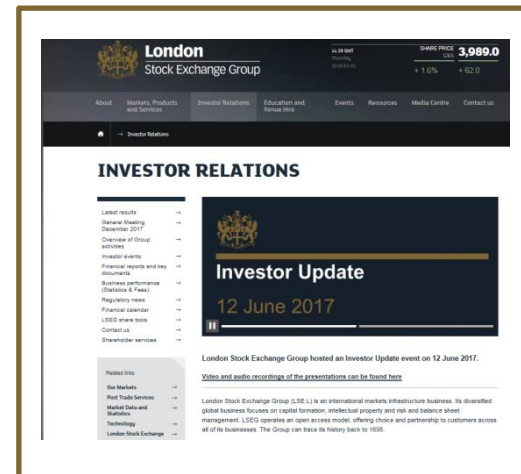 London
Stock Exchange Group
14:38 GMT
Thursday
2018-02-01
SHARE PRICE
GBX
3,989.0
+ 1.6%
+ 62.0
About
Markets, Products
and Services
Investor Relations
Education and
Venue Hire
Events
Resources
Media Centre
Contact us
→ Investor Relations
INVESTOR RELATIONS
Latest results →
General Meeting →
December 2017
Overview of Group →
activities
Investor events →
Financial reports and key →
documents
Business performance →
(Statistics & Fees)
Regulatory news →
Financial calendar →
LSEG share tools →
Contact us →
Shareholder services →
Related links
Our Markets →
Post Trade Services →
Market Data and →
Statistics
Technology →
London Stock Exchange →
Investor Update
12 June 2017
London Stock Exchange Group hosted an Investor Update event on 12 June 2017.
Video and audio recordings of the presentations can be found here
London Stock Exchange Group (LSE.L) is an international markets infrastructure business. Its diversified
global business focuses on capital formation, intellectual property and risk and balance sheet
management. LSEG operates an open access model, offering choice and partnership to customers across
all of its businesses. The Group can trace its history back to 1698.